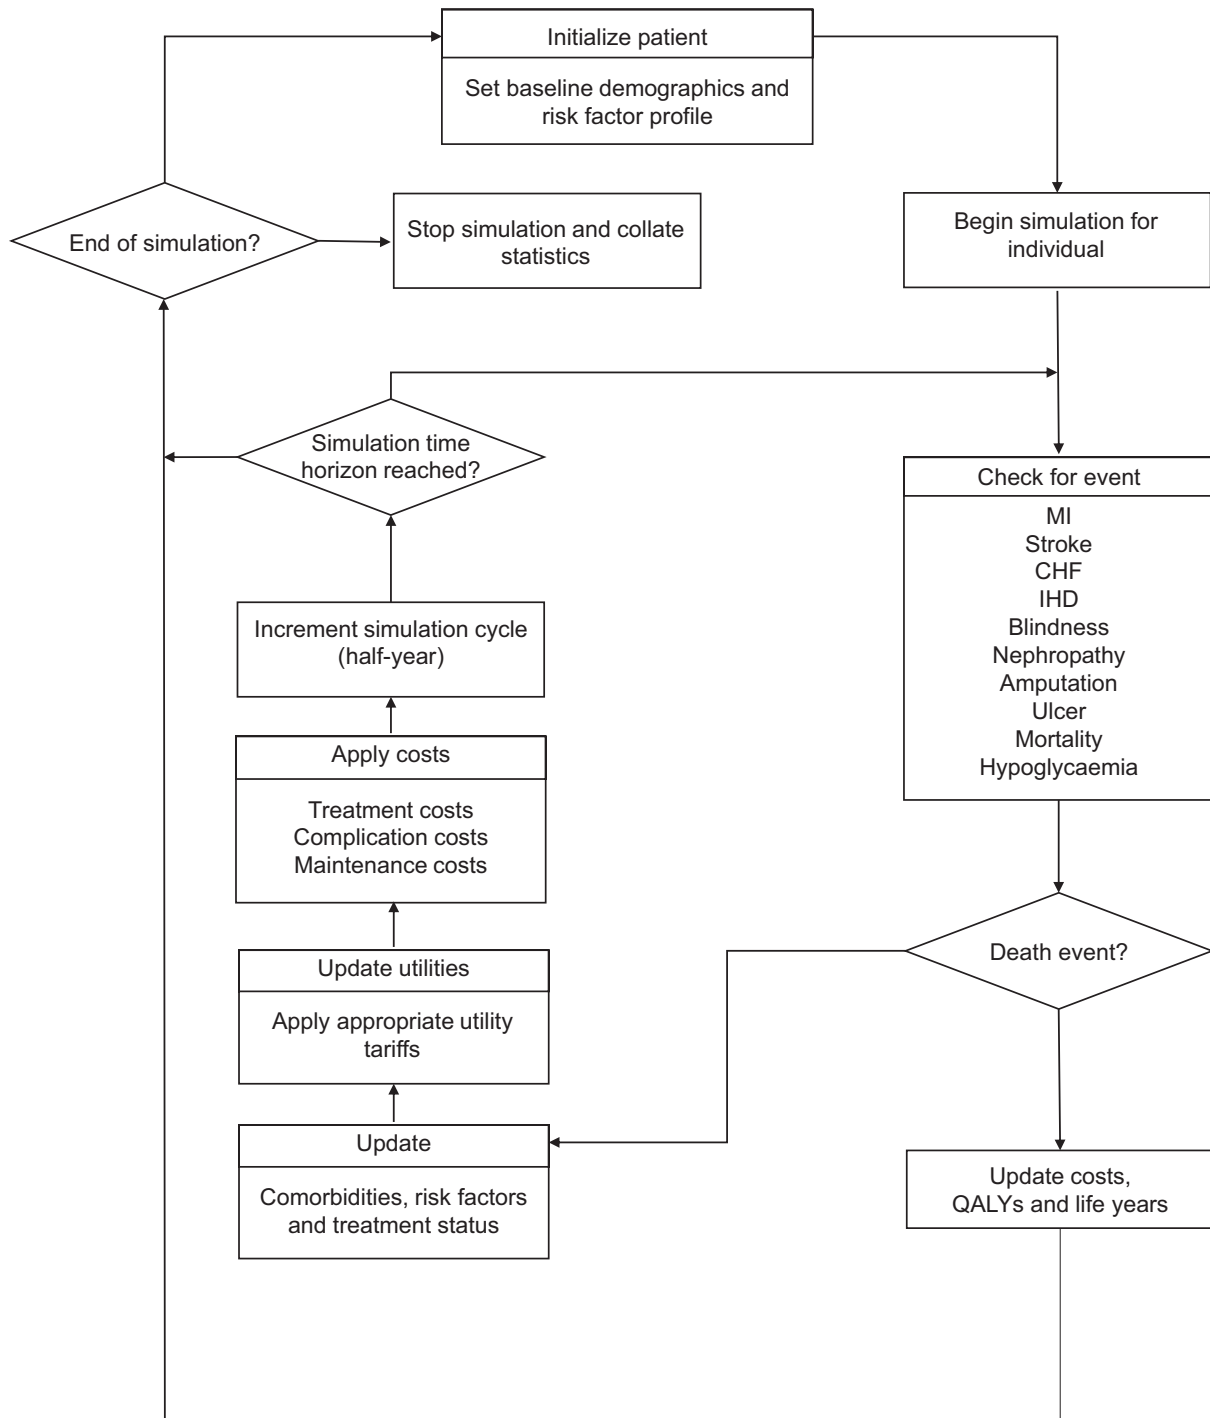 Initialize patient
Set baseline demographics and
risk factor profile
End of simulation?
Stop simulation and collate
statistics
Begin simulation for
individual
Simulation time
horizon reached?
Check for event
MI
Stroke
CHF
IHD
Blindness
Nephropathy
Amputation
Ulcer
Mortality
Hypoglycaemia
Increment simulation cycle
(half-year)
Apply costs
Treatment costs
Complication costs
Maintenance costs
Death event?
Update utilities
Apply appropriate utility
tariffs
Update
Comorbidities, risk factors
and treatment status
Update costs,
QALYs and life years